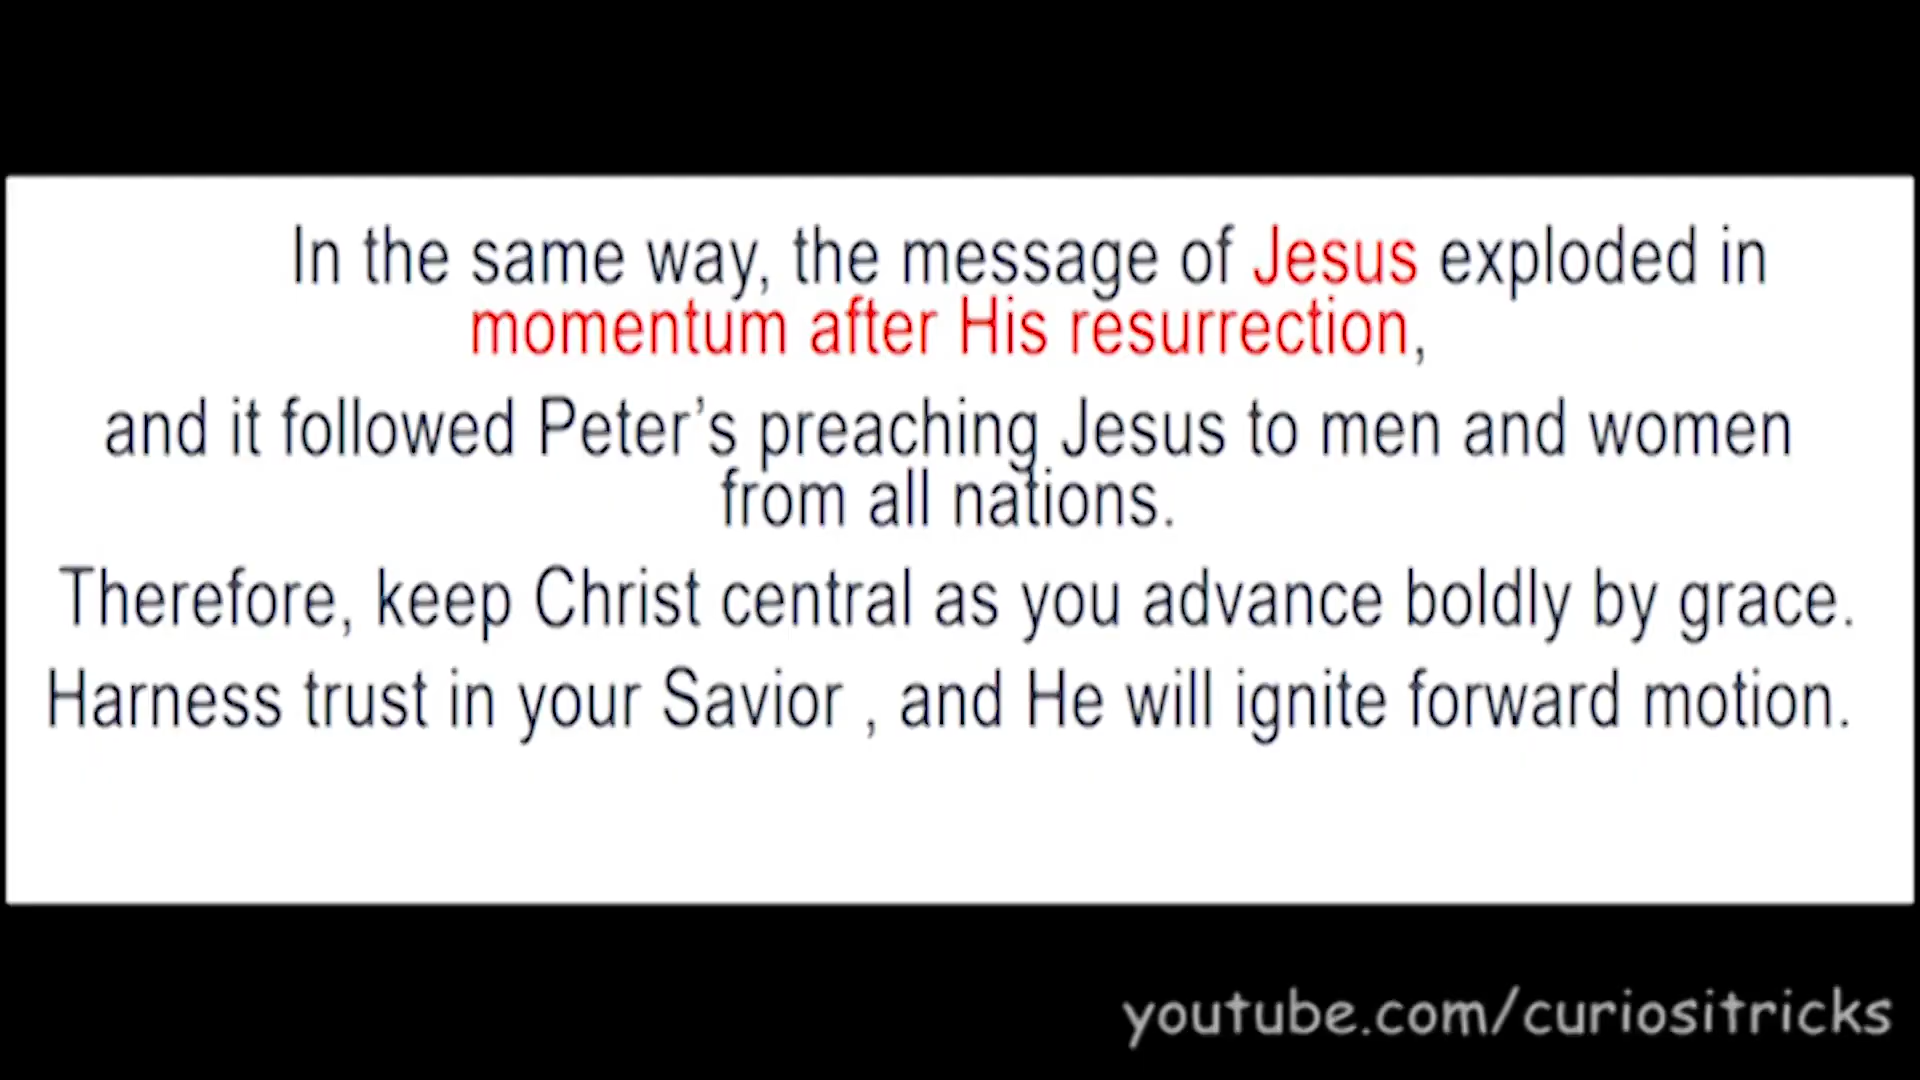 In the same way, the message of Jesus exploded in
momentum after His resurrection,
and it followed Peter’s preaching Jesus to men and women
from all nations.
Therefore, keep Christ central as you advance boldly by grace.
Harness trust in your Savior , and He will ignite forward motion.
youtube.com/curiositricks